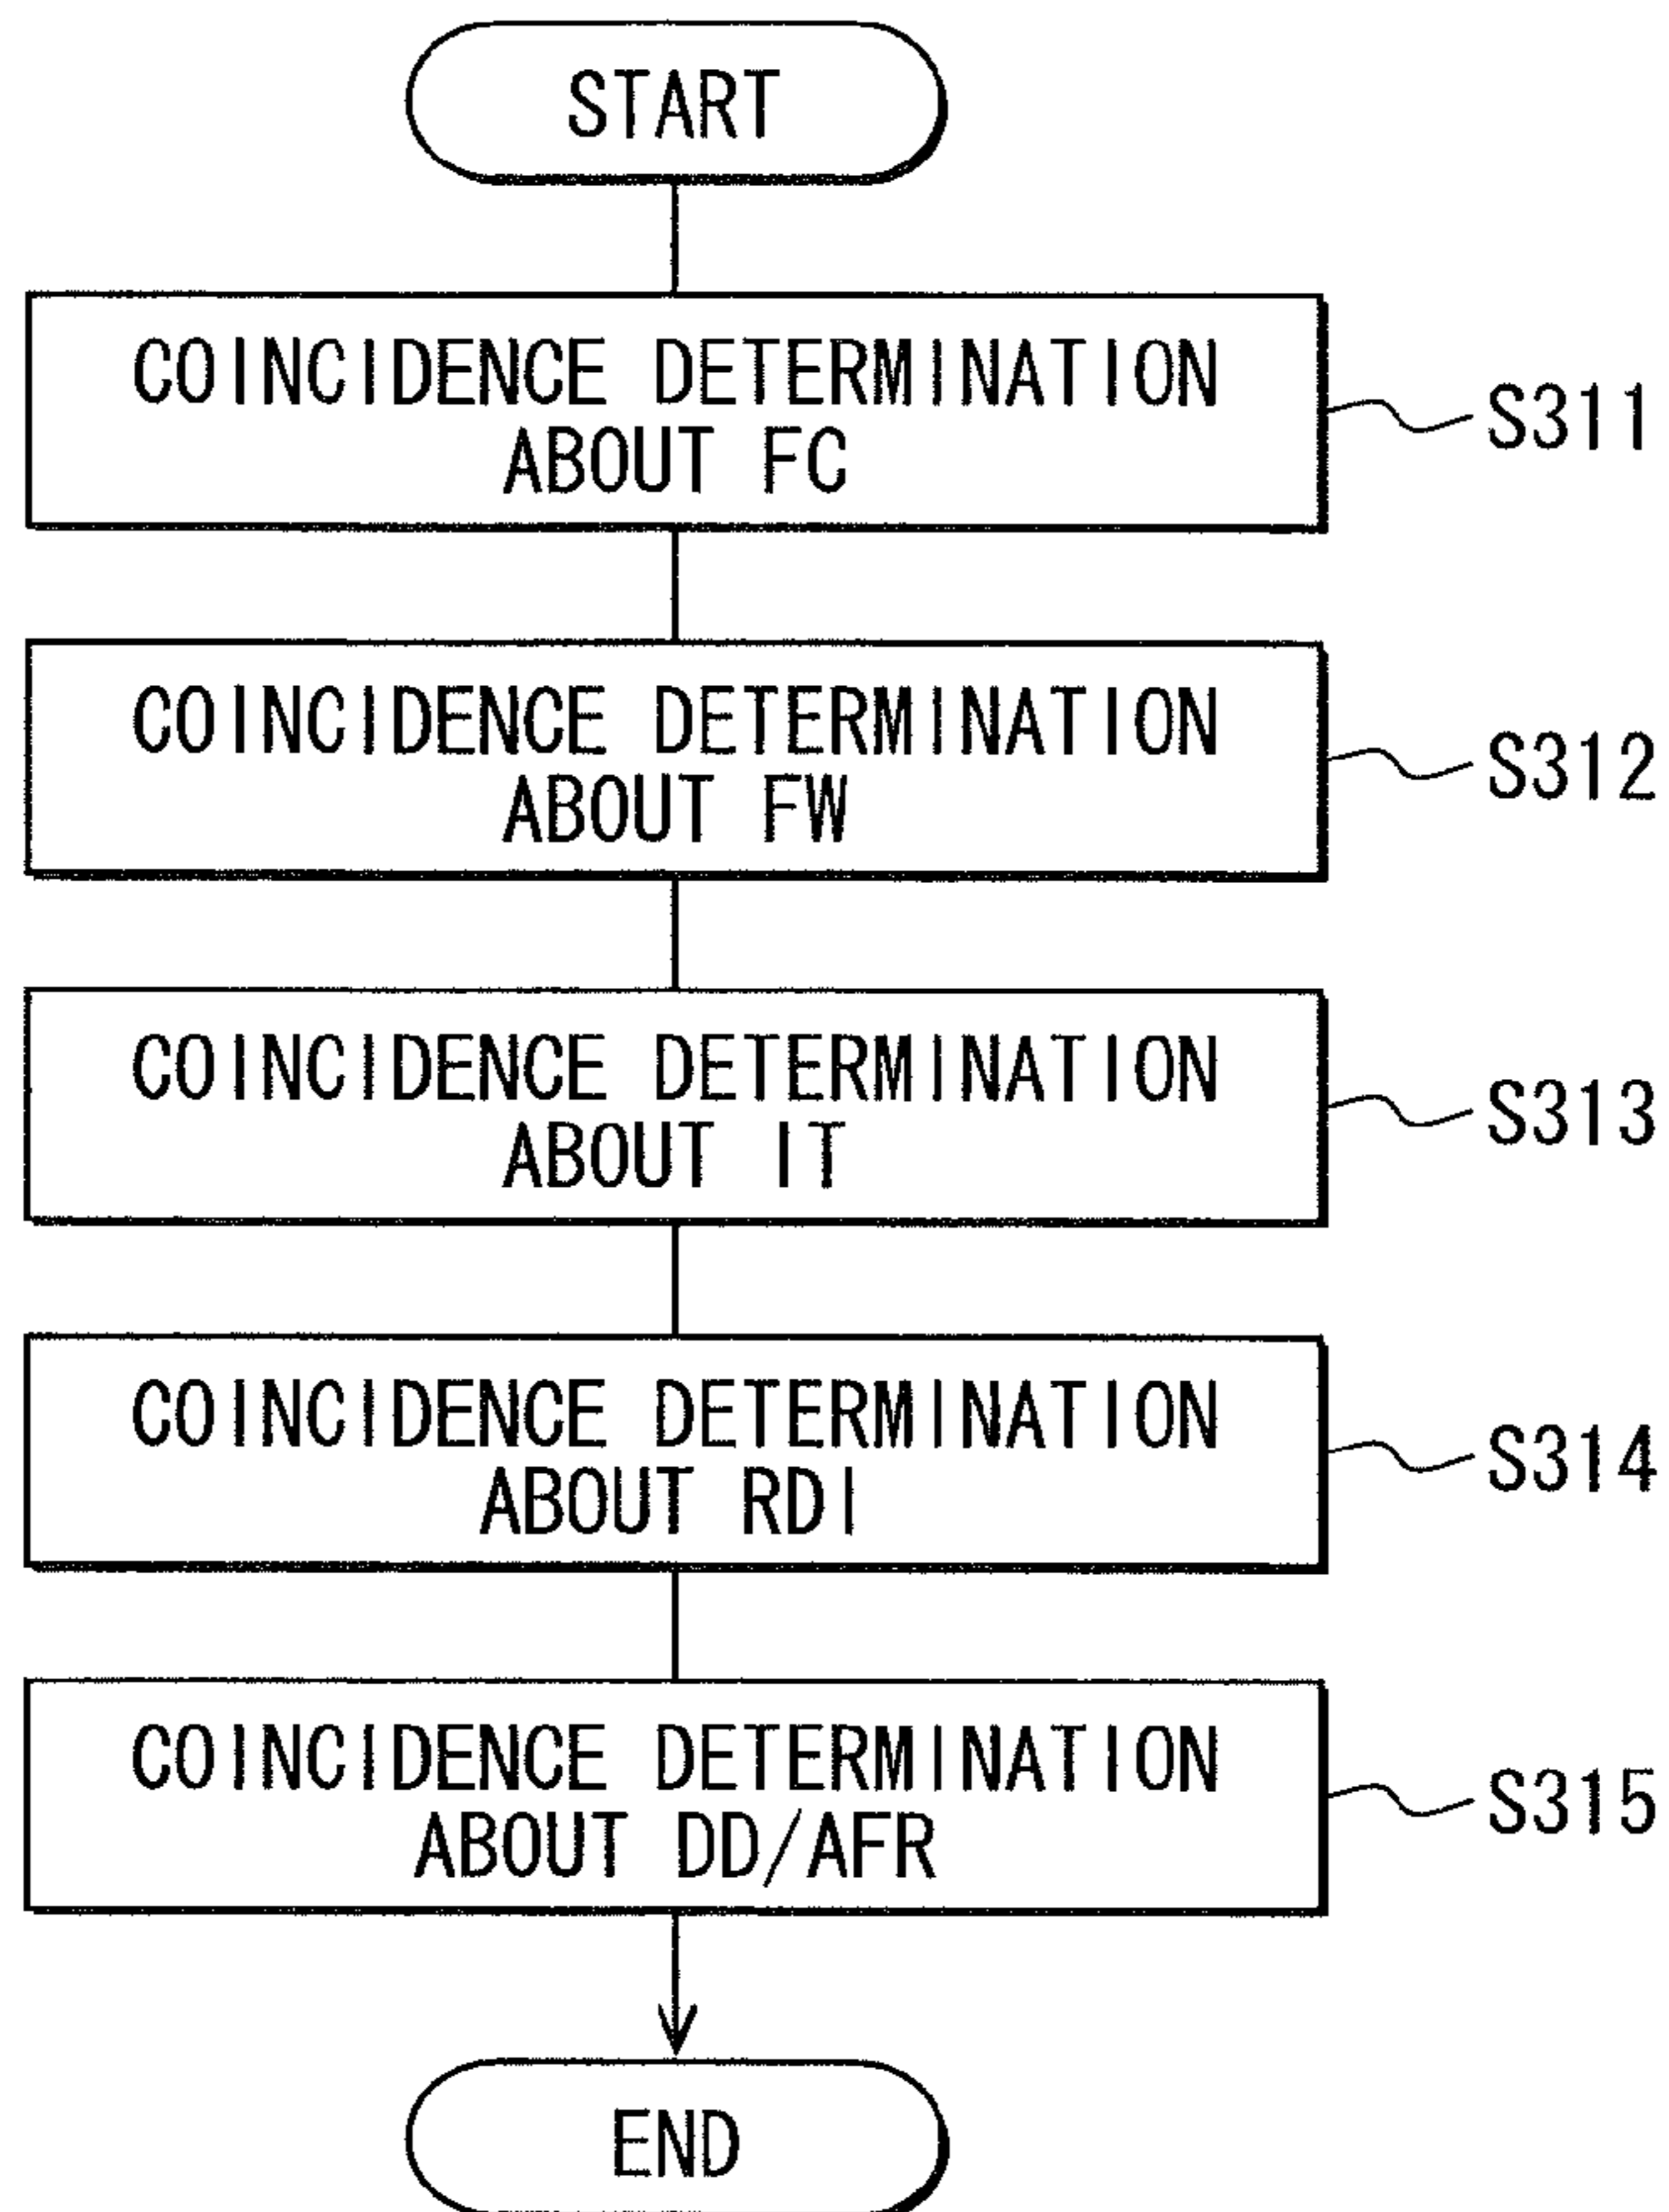 START
COINCIDENCE DETERMINATION
ABOUT FC
S311
COINCIDENCE DETERMINATION
ABOUT FW
S312
COINCIDENCE DETERMINATION
ABOUT IT
S313
COINCIDENCE DETERMINATION
ABOUT RDI
S314
COINCIDENCE DETERMINATION
ABOUT DD/AFR
S315
END